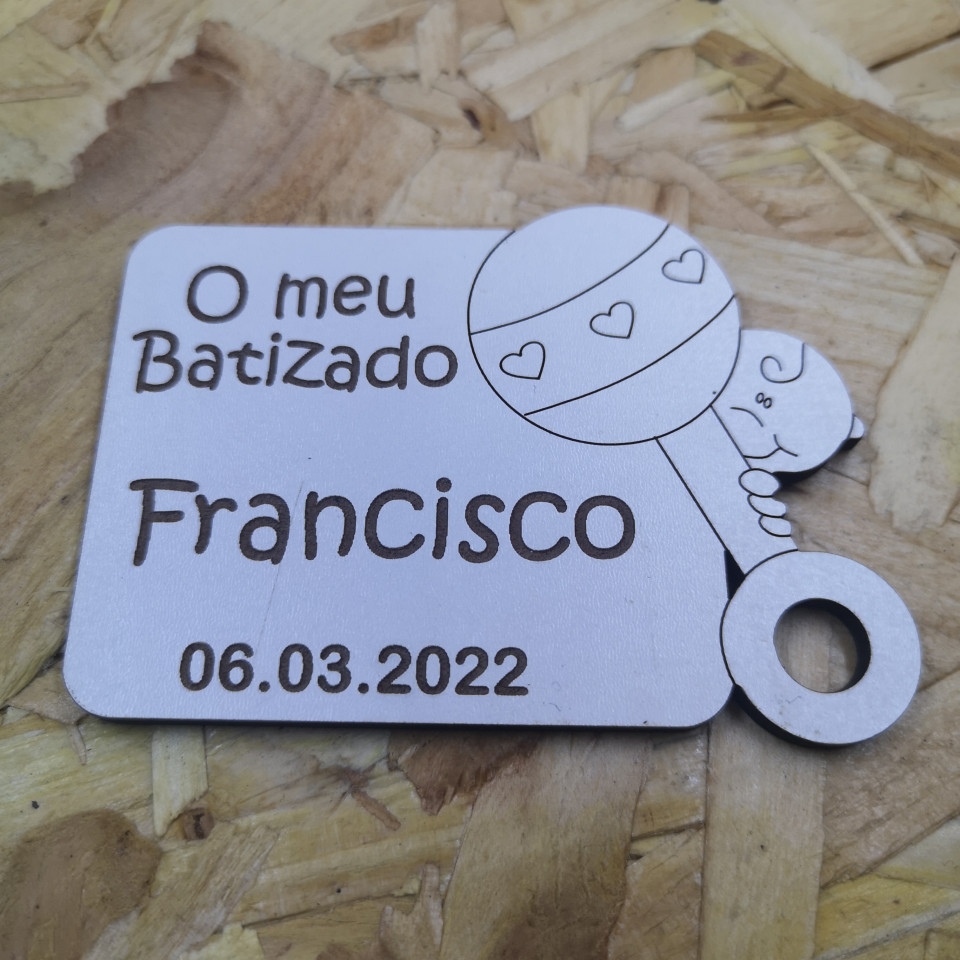 O meu
Batizado
Francisco
06.03.2022